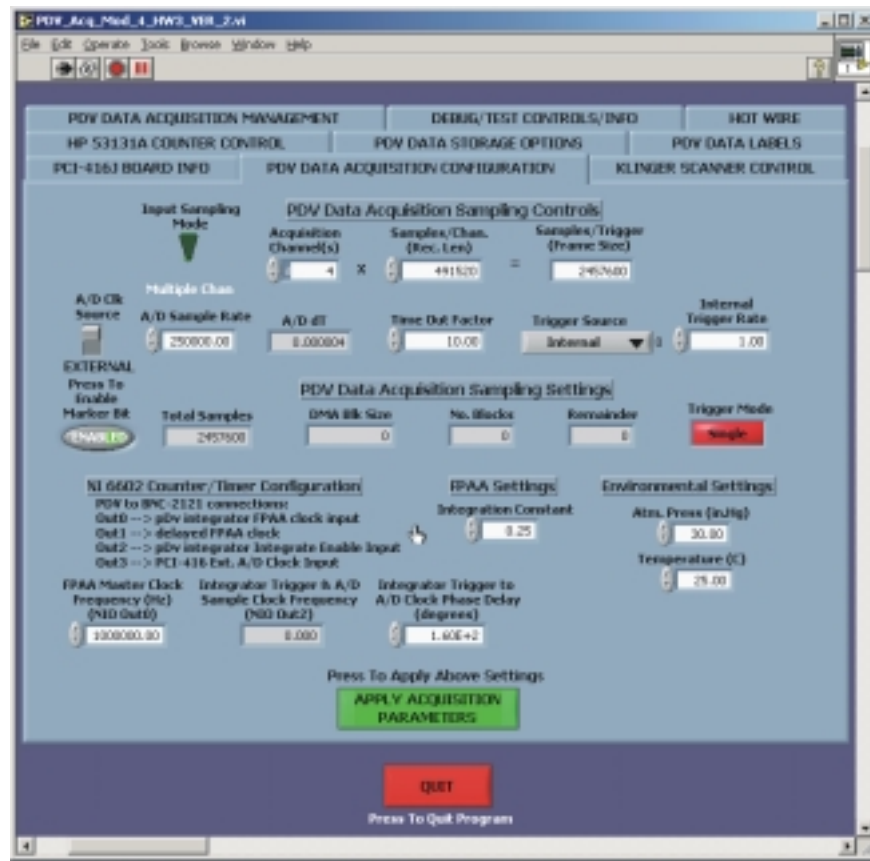 PDV_Acq_Mod_4_HW3_VER_2.vi
File Edit Operate Tools Browse Window Help
PDV DATA ACQUISITION MANAGEMENT DEBUG/TEST CONTROLS/INFO HOT WIRE
HP 53131A COUNTER CONTROL PDV DATA STORAGE OPTIONS PDV DATA LABELS
PCI-416J BOARD INFO PDV DATA ACQUISITION CONFIGURATION KLINGER SCANNER CONTROL
PDV Data Acquisition Sampling Controls
Input Sampling Mode
Acquisition Channel(s) Samples/Chan. (Rec. Len) Samples/Trigger (Frame Size)
4 x 491520 = 2457600
Multiple Chan
A/D Clk Source A/D Sample Rate A/D dT Time Out Factor Trigger Source Internal Trigger Rate
250000.00 0.000004 10.00 Internal 0 1.00
EXTERNAL
Press To Enable Marker Bit
ENABLED
PDV Data Acquisition Sampling Settings
Total Samples DMA Blk Size No. Blocks Remainder Trigger Mode
2457600 0 0 0 Single
NI 6602 Counter/Timer Configuration FPAA Settings Environmental Settings
PDV to BNC-2121 connections:
Out0 --> pDv integrator FPAA clock input
Out1 --> delayed FPAA clock
Out2 --> pDv integrator Integrate Enable Input
Out3 --> PCI-416 Ext. A/D Clock Input
Integration Constant
0.25
Atm. Press (in.Hg)
30.00
Temperature (C)
25.00
FPAA Master Clock Frequency (Hz) (NIO Out0)
1000000.00
Integrator Trigger & A/D Sample Clock Frequency (NIO Out2)
0.000
Integrator Trigger to A/D Clock Phase Delay (degrees)
1.60E+2
Press To Apply Above Settings
APPLY ACQUISITION
PARAMETERS
QUIT
Press To Quit Program